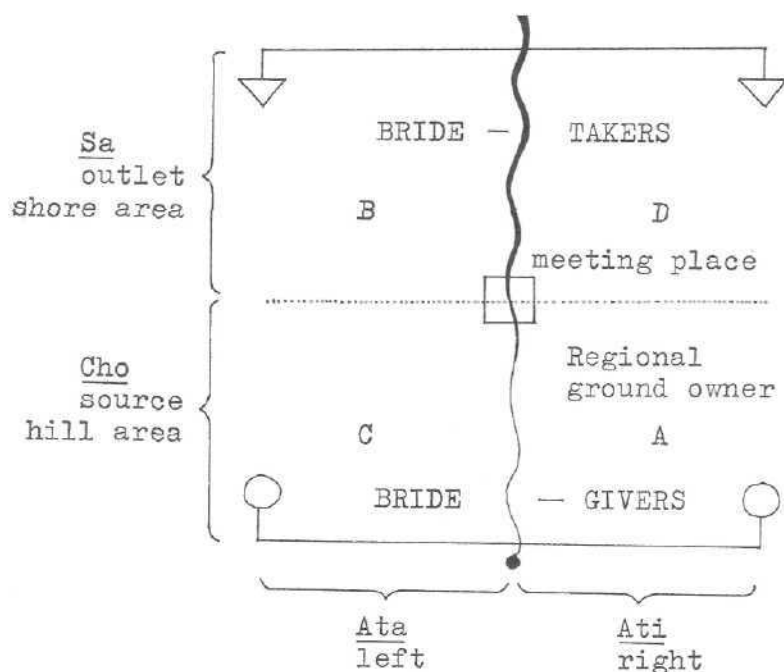 BRIDE — TAKERS
Sa
outlet
shore area
B
D
meeting place
Regional
ground owner
Cho
source
hill area
C
A
BRIDE — GIVERS
Ata
left
Ati
right